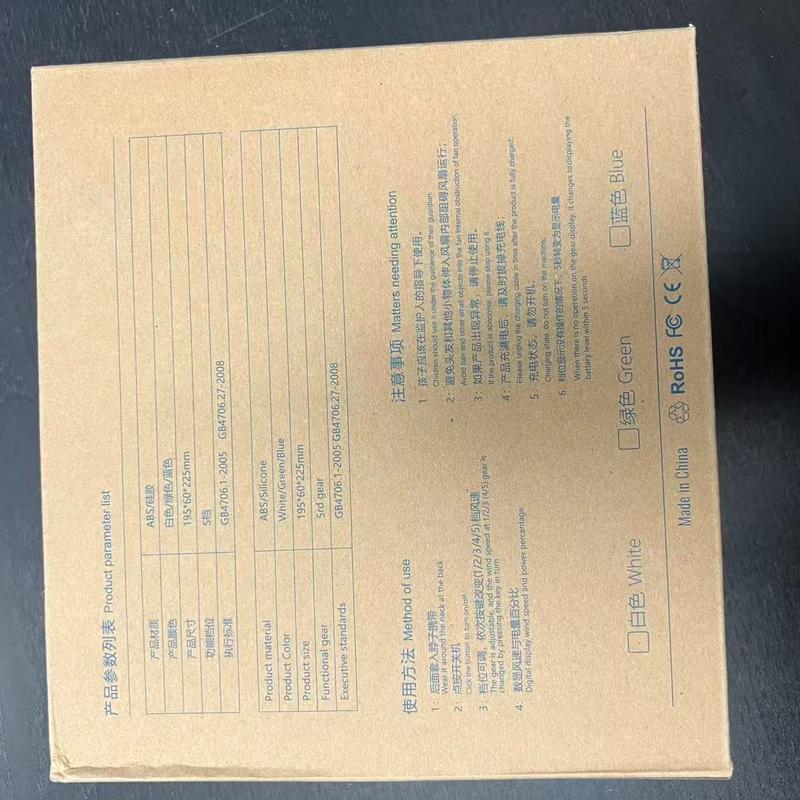 产品参数列表 Product parameter list
产品材质 ABS/硅胶
产品颜色 白色/绿色/蓝色
产品尺寸 195*60*225mm
功能档位 5档
执行标准 GB4706.1-2005 GB4706.27-2008
Product material ABS/Silicone
Product Color White/Green/Blue
Product size 195*60*225mm
Functional gear 5rd gear
Executive standards GB4706.1-2005 GB4706.27-2008
使用方法 Method of use
1：后面套入脖子携带
Wear it around the neck at the back
2：点按开关机
Click the button to turn on/off
3：档位可调，依次按键改变(1/2/3/4/5)档风速
The gear is adjustable, and the wind speed at 1/2/3 (4/5) gear is
changed by pressing the key in turn
4：数显风速与电量百分比
Digital display wind speed and power percentage
注意事项 Matters needing attention
1：孩子应该在监护人的指导下使用。
Children should use it under the guidance of their guardian.
2：避免头发和其他小物体伸入风扇内部阻碍风扇运行；
Avoid hair and other small objects into the fan internal obstruction of fan operation;
3：如果产品出现异常，请停止使用。
If the product is abnormal, please stop using it.
4：产品充满电后，请及时拔掉充电线；
Please unplug the charging cable in time after the product is fully charged;
5：充电状态，请勿开机。
Charging state, do not turn on the machine;
6：档位显示没有操作的情况下，5秒转变为显示电量
When there is no operation on the gear display, it changes to displaying the
battery level within 5 seconds
白色 White 绿色 Green 蓝色 Blue
Made in China RoHS FC CE